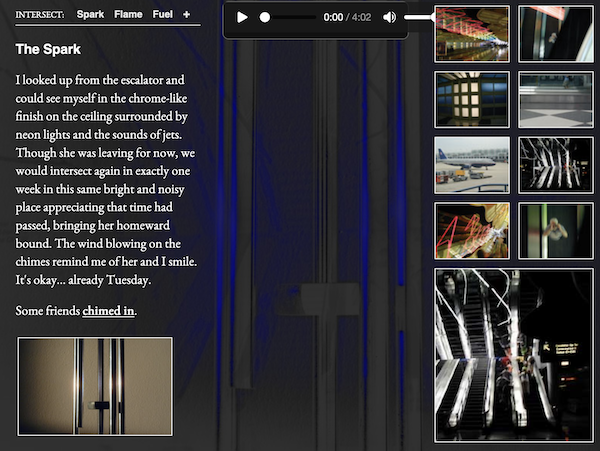 INTERSECT: Spark Flame Fuel +
The Spark
I looked up from the escalator and
could see myself in the chrome-like
finish on the ceiling surrounded by
neon lights and the sounds of jets.
Though she was leaving for now, we
would intersect again in exactly one
week in this same bright and noisy
place appreciating that time had
passed, bringing her homeward
bound. The wind blowing on the
chimes remind me of her and I smile.
It's okay... already Tuesday.
Some friends chimed in.
0:00 / 4:02